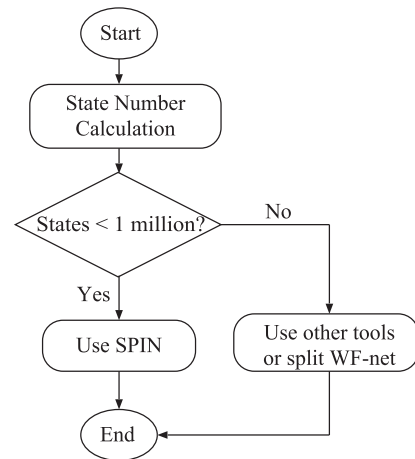 Start
State Number
Calculation
States < 1 million?
No
Yes
Use SPIN
Use other tools
or split WF-net
End